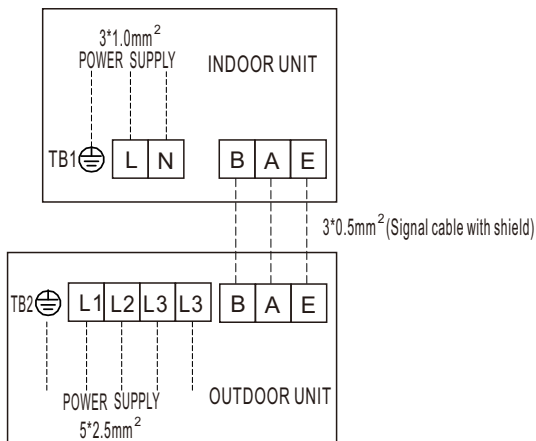 3*1.0mm²
POWER SUPPLY
INDOOR UNIT
TB1 L N B A E
3*0.5mm² (Signal cable with shield)
TB2 L1 L2 L3 L3 B A E
POWER SUPPLY
5*2.5mm²
OUTDOOR UNIT